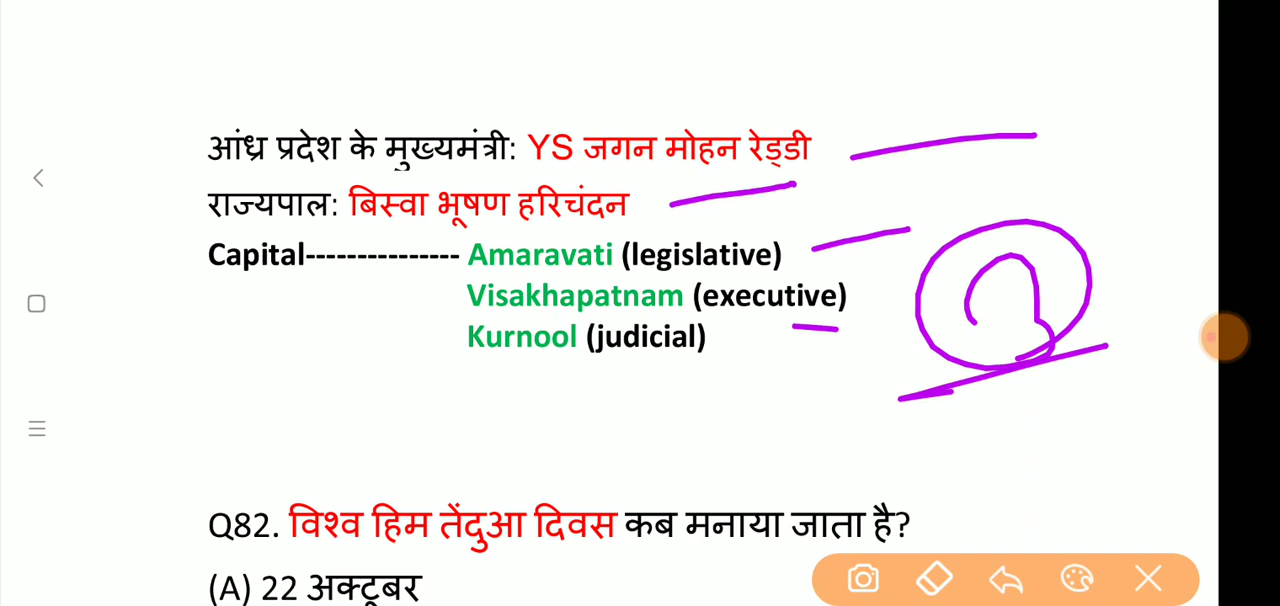 आंध्र प्रदेश के मुख्यमंत्री: YS जगन मोहन रेड्डी
राज्यपाल: बिस्वा भूषण हरिचंदन
Capital--------------- Amaravati (legislative)
Visakhapatnam (executive)
Kurnool (judicial)
Q82. विश्व हिम तेंदुआ दिवस कब मनाया जाता है?
(A) 22 अक्टूबर